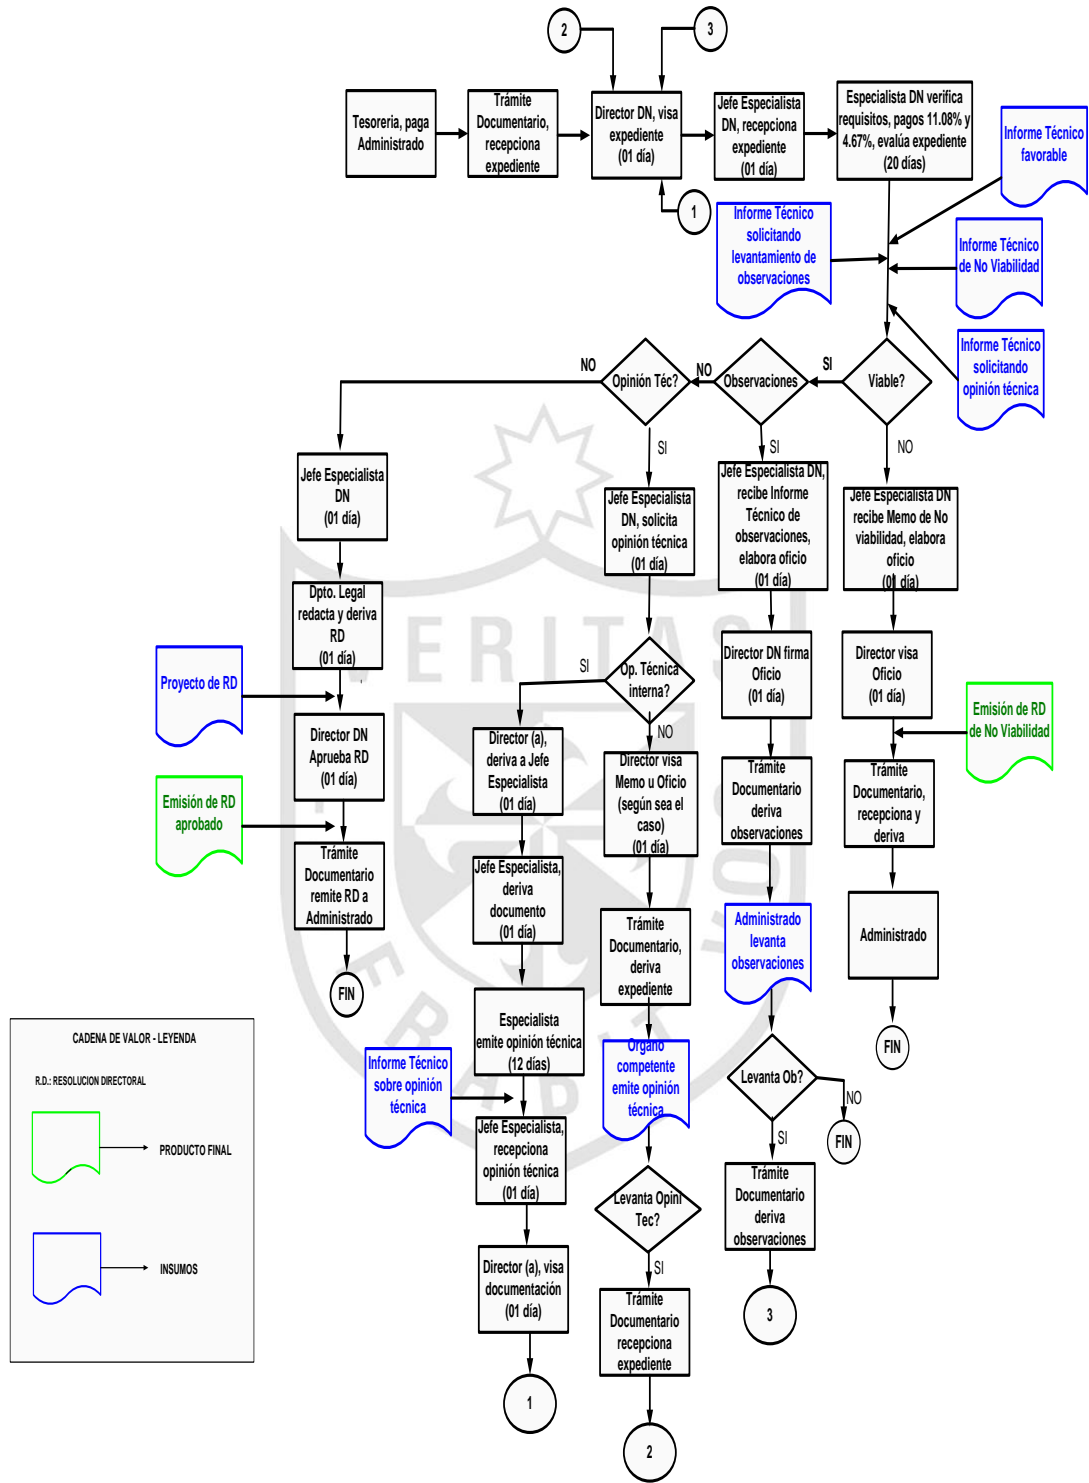 2
3
Tesoreria, paga
Administrado
Trámite
Documentario,
recepciona
expediente
Director DN, visa
expediente
(01 día)
Jefe Especialista
DN, recepciona
expediente
(01 día)
Especialista DN verifica
requisitos, pagos 11.08% y
4.67%, evalúa expediente
(20 días)
Informe Técnico
favorable
1
Informe Técnico
solicitando
levantamiento de
observaciones
Informe Técnico
de No Viabilidad
Informe Técnico
solicitando
opinión técnica
NO
Opinión Téc?
NO
Observaciones
SI
Viable?
SI
SI
NO
Jefe Especialista
DN
(01 día)
Jefe Especialista
DN, solicita
opinión técnica
(01 día)
Jefe Especialista DN,
recibe Informe
Técnico de
observaciones,
elabora oficio
(01 día)
Jefe Especialista DN
recibe Memo de No
viabilidad, elabora
oficio
(01 día)
Dpto. Legal
redacta y deriva
RD
(01 día)
VERITAS
Proyecto de RD
SI
Op. Técnica
interna?
NO
Director DN firma
Oficio
(01 día)
Director visa
Oficio
(01 día)
Emisión de RD
de No Viabilidad
Director DN
Aprueba RD
(01 día)
Director (a),
deriva a Jefe
Especialista
(01 día)
Director visa
Memo u Oficio
(según sea el
caso)
(01 día)
Trámite
Documentario
deriva
observaciones
Trámite
Documentario,
recepciona y
deriva
Emisión de RD
aprobado
Trámite
Documentario
remite RD a
Administrado
Jefe Especialista,
deriva
documento
(01 día)
Trámite
Documentario,
deriva
expediente
Administrado
levanta
observaciones
Administrado
FIN
Especialista
emite opinión técnica
(12 días)
Informe Técnico
sobre opinión
técnica
Organo
competente
emite opinión
técnica
Levanta Ob?
NO
FIN
FIN
SI
Jefe Especialista,
recepciona
opinión técnica
(01 día)
Levanta Opini
Tec?
SI
Trámite
Documentario
deriva
observaciones
Director (a), visa
documentación
(01 día)
Trámite
Documentario
recepciona
expediente
3
1
2
CADENA DE VALOR - LEYENDA
R.D.: RESOLUCION DIRECTORAL
PRODUCTO FINAL
INSUMOS